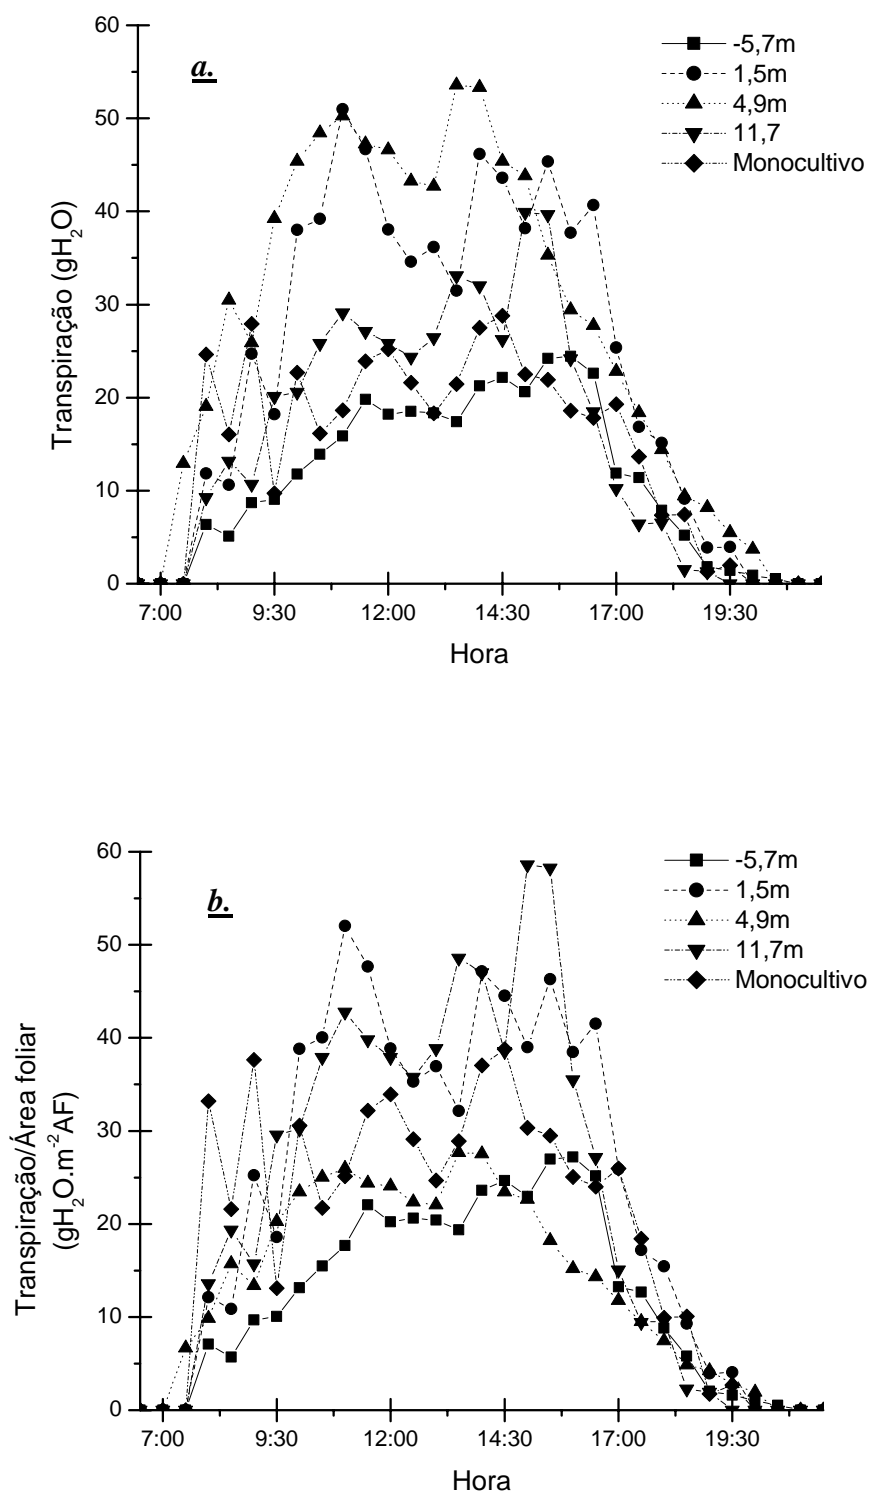 a.
60
50
40
30
20
10
0
Transpiração (gH₂O)
-5,7m
1,5m
4,9m
11,7
Monocultivo
7:00 9:30 12:00 14:30 17:00 19:30
Hora
b.
60
50
40
30
20
10
0
Transpiração/Área foliar
(gH₂O.m⁻²AF)
-5,7m
1,5m
4,9m
11,7m
Monocultivo
7:00 9:30 12:00 14:30 17:00 19:30
Hora